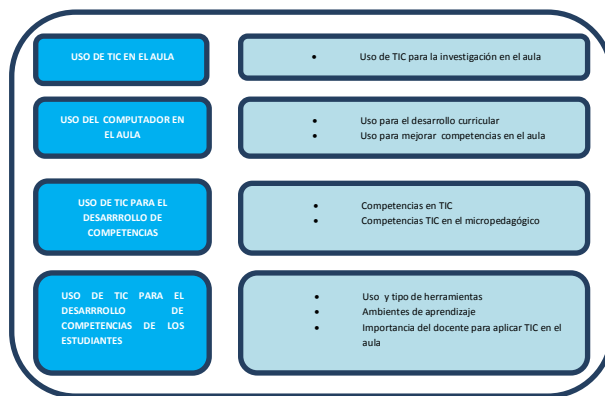 USO DE TIC EN EL AULA
• Uso de TIC para la investigación en el aula
USO DEL COMPUTADOR EN
EL AULA
• Uso para el desarrollo curricular
• Uso para mejorar competencias en el aula
USO DE TIC PARA EL
DESARRROLLO DE
COMPETENCIAS
• Competencias en TIC
• Competencias TIC en el micropedagógico
USO DE TIC PARA EL
DESARRROLLO DE
COMPETENCIAS DE LOS
ESTUDIANTES
• Uso y tipo de herramientas
• Ambientes de aprendizaje
• Importancia del docente para aplicar TIC en el
aula